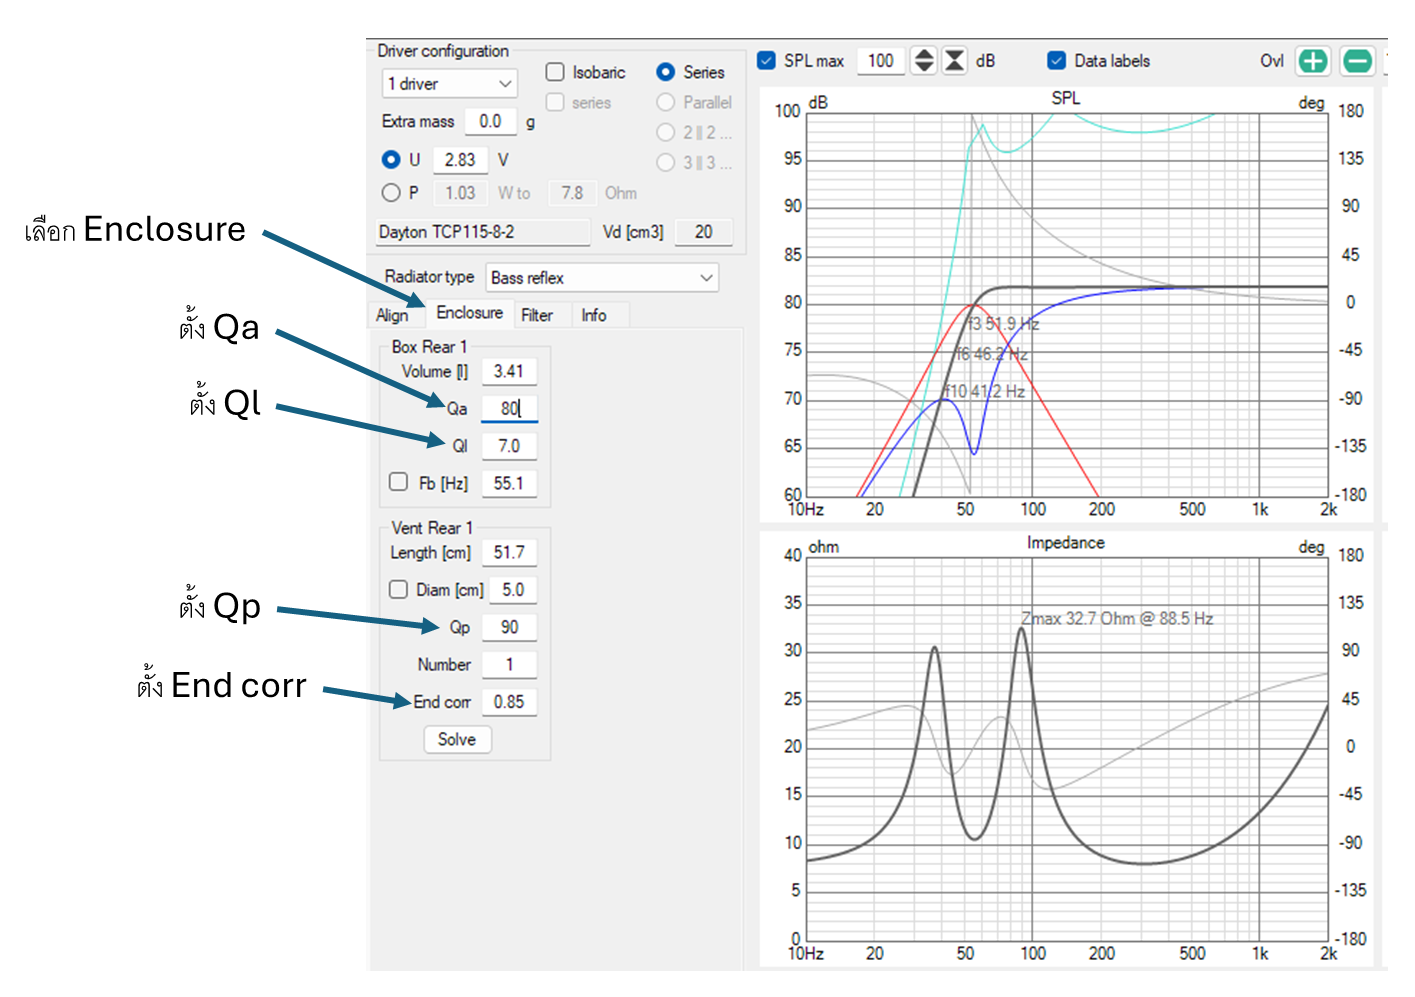 เลือก Enclosure
ตั้ง Qa
ตั้ง Ql
ตั้ง Qp
ตั้ง End corr
Driver configuration
1 driver
Isobaric
Series
series
Parallel
Extra mass 0.0 g
2 || 2 ...
U 2.83 V
3 || 3 ...
P 1.03 W to 7.8 Ohm
Dayton TCP115-8-2 Vd [cm3] 20
Radiator type Bass reflex
Align Enclosure Filter Info
Box Rear 1
Volume [l] 3.41
Qa 80
Ql 7.0
Fb [Hz] 55.1
Vent Rear 1
Length [cm] 51.7
Diam [cm] 5.0
Qp 90
Number 1
End corr 0.85
Solve
SPL max 100 dB Data labels Ovl
SPL
dB deg
100 180
95 135
90 90
85 45
80 0
75 -45
70 -90
65 -135
60 -180
f3 51.9 Hz
f6 46.2 Hz
f10 41.2 Hz
10Hz 20 50 100 200 500 1k 2k
Impedance
ohm deg
40 180
35 135
30 90
25 45
20 0
15 -45
10 -90
5 -135
0 -180
Zmax 32.7 Ohm @ 88.5 Hz
10Hz 20 50 100 200 500 1k 2k